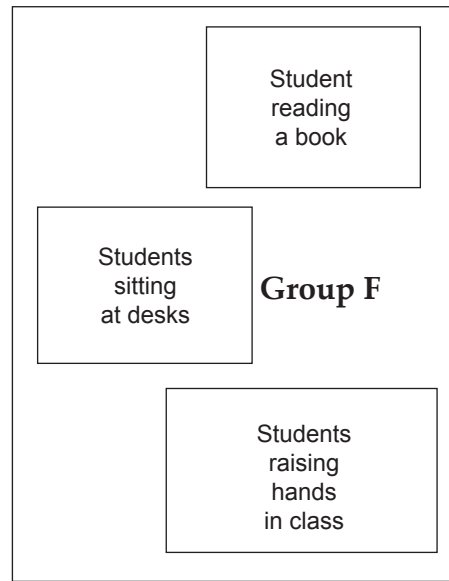 Student
reading
a book
Students
sitting
at desks
Group F
Students
raising
hands
in class